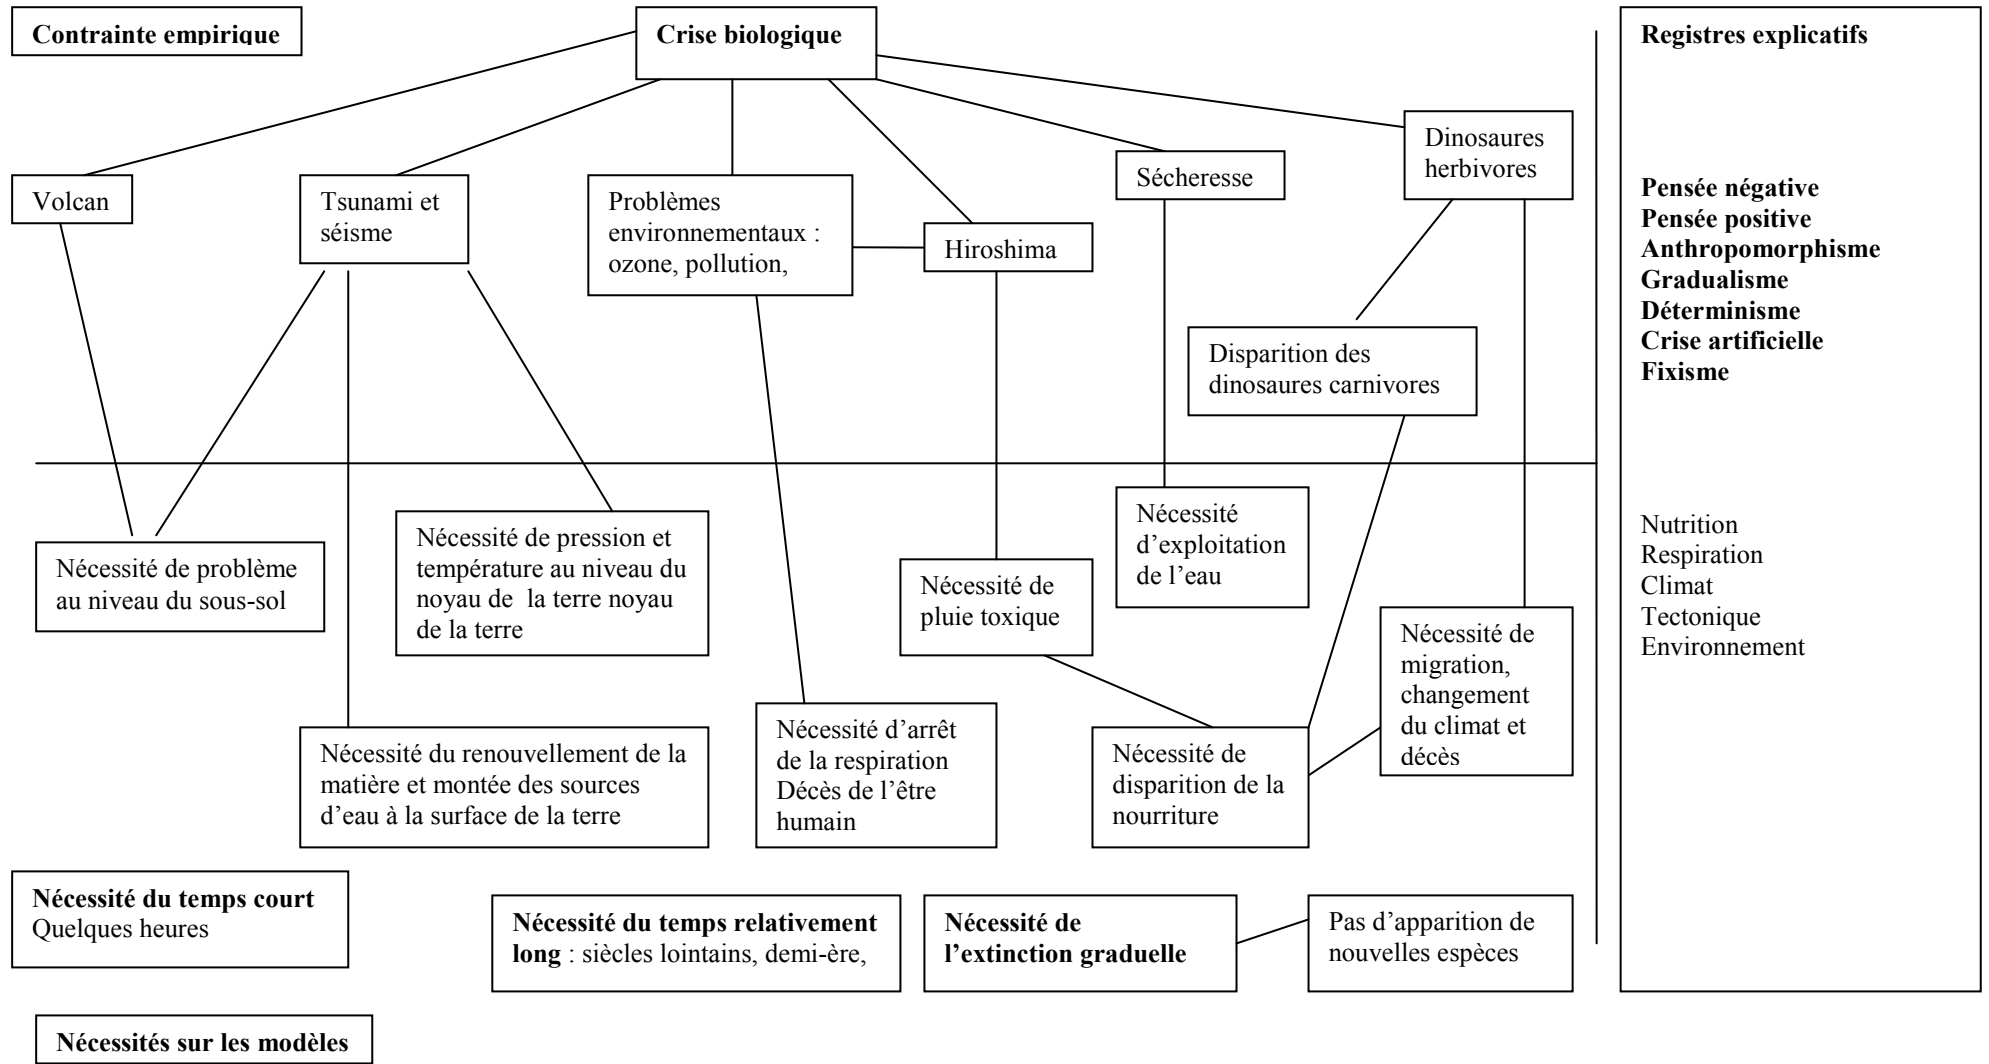 Contrainte empirique
Crise biologique
Registres explicatifs
Volcan
Tsunami et
séisme
Problèmes
environnementaux :
ozone, pollution,
Hiroshima
Sécheresse
Dinosaures
herbivores
Disparition des
dinosaures carnivores
Pensée négative
Pensée positive
Anthropomorphisme
Gradualisme
Déterminisme
Crise artificielle
Fixisme
Nécessité de problème
au niveau du sous-sol
Nécessité de pression et
température au niveau du
noyau de la terre noyau
de la terre
Nécessité de
pluie toxique
Nécessité
d’exploitation
de l’eau
Nécessité de
migration,
changement
du climat et
décès
Nutrition
Respiration
Climat
Tectonique
Environnement
Nécessité du renouvellement de la
matière et montée des sources
d’eau à la surface de la terre
Nécessité d’arrêt
de la respiration
Décès de l’être
humain
Nécessité de
disparition de la
nourriture
Nécessité du temps court
Quelques heures
Nécessité du temps relativement
long : siècles lointains, demi-ère,
Nécessité de
l’extinction graduelle
Pas d’apparition de
nouvelles espèces
Nécessités sur les modèles